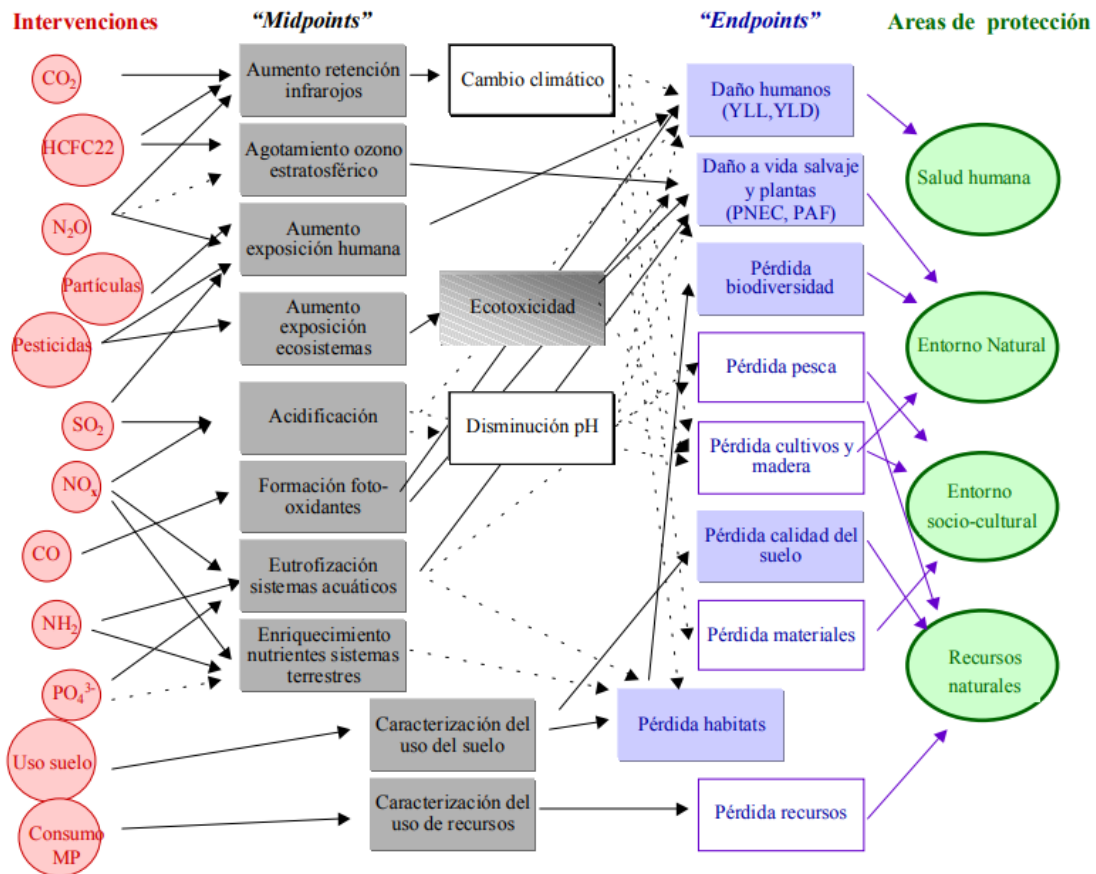 Intervenciones
“Midpoints”
“Endpoints”
Areas de protección
CO₂
HCFC22
N₂O
Partículas
Pesticidas
SO₂
NOₓ
CO
NH₂
PO₄³⁻
Uso suelo
Consumo
MP
Aumento retención
infrarojos
Agotamiento ozono
estratosférico
Aumento
exposición humana
Aumento
exposición
ecosistemas
Acidificación
Formación foto-
oxidantes
Eutrofización
sistemas acuáticos
Enriquecimiento
nutrientes sistemas
terrestres
Caracterización del
uso del suelo
Caracterización del
uso de recursos
Cambio climático
Ecotoxicidad
Disminución pH
Daño humanos
(YLL,YLD)
Daño a vida salvaje
y plantas
(PNEC, PAF)
Pérdida
biodiversidad
Pérdida pesca
Pérdida cultivos y
madera
Pérdida calidad del
suelo
Pérdida materiales
Pérdida habitats
Pérdida recursos
Salud humana
Entorno Natural
Entorno
socio-cultural
Recursos
naturales